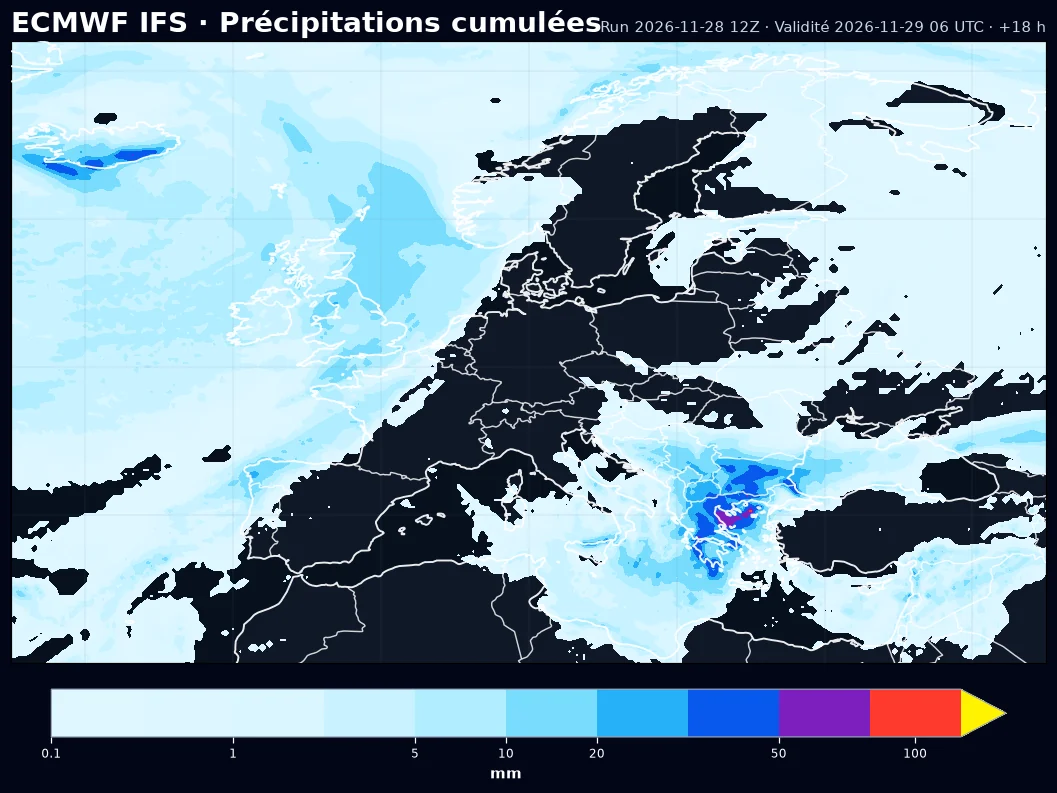 ECMWF IFS · Précipitations cumulées
Run 2026-11-28 12Z · Validité 2026-11-29 06 UTC · +18 h
0.1 1 5 10 20 50 100
mm